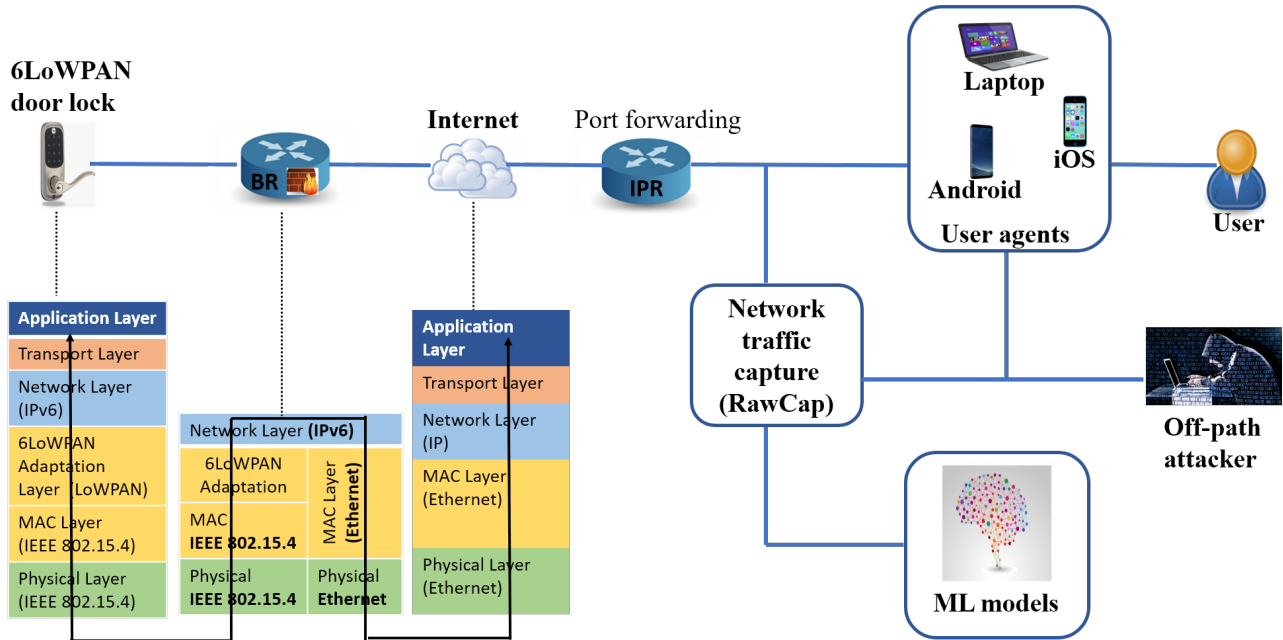 6LoWPAN
door lock
BR
Internet
Port forwarding
IPR
Laptop
iOS
Android
User agents
User
Application Layer
Transport Layer
Network Layer
(IPv6)
6LoWPAN
Adaptation
Layer (LoWPAN)
MAC Layer
(IEEE 802.15.4)
Physical Layer
(IEEE 802.15.4)
Network Layer (IPv6)
6LoWPAN
Adaptation
MAC
IEEE 802.15.4
MAC Layer
(Ethernet)
Physical
IEEE 802.15.4
Physical
Ethernet
Application
Layer
Transport Layer
Network Layer
(IP)
MAC Layer
(Ethernet)
Physical Layer
(Ethernet)
Network
traffic
capture
(RawCap)
Off-path
attacker
ML models